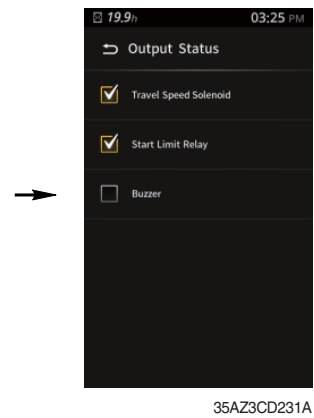 19.9h 03:25 PM
Output Status
Travel Speed Solenoid
Start Limit Relay
Buzzer
35AZ3CD231A